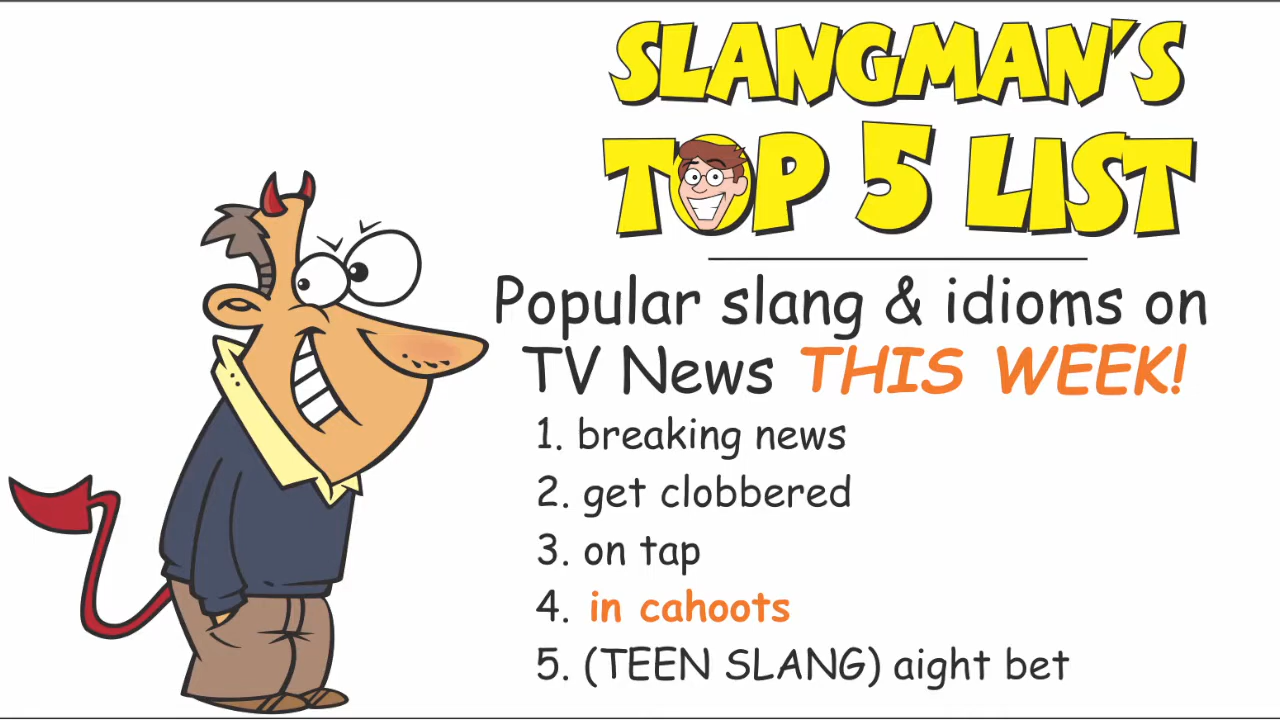 SLANGMAN'S
TOP 5 LIST
Popular slang & idioms on
TV News THIS WEEK!
1. breaking news
2. get clobbered
3. on tap
4. in cahoots
5. (TEEN SLANG) aight bet